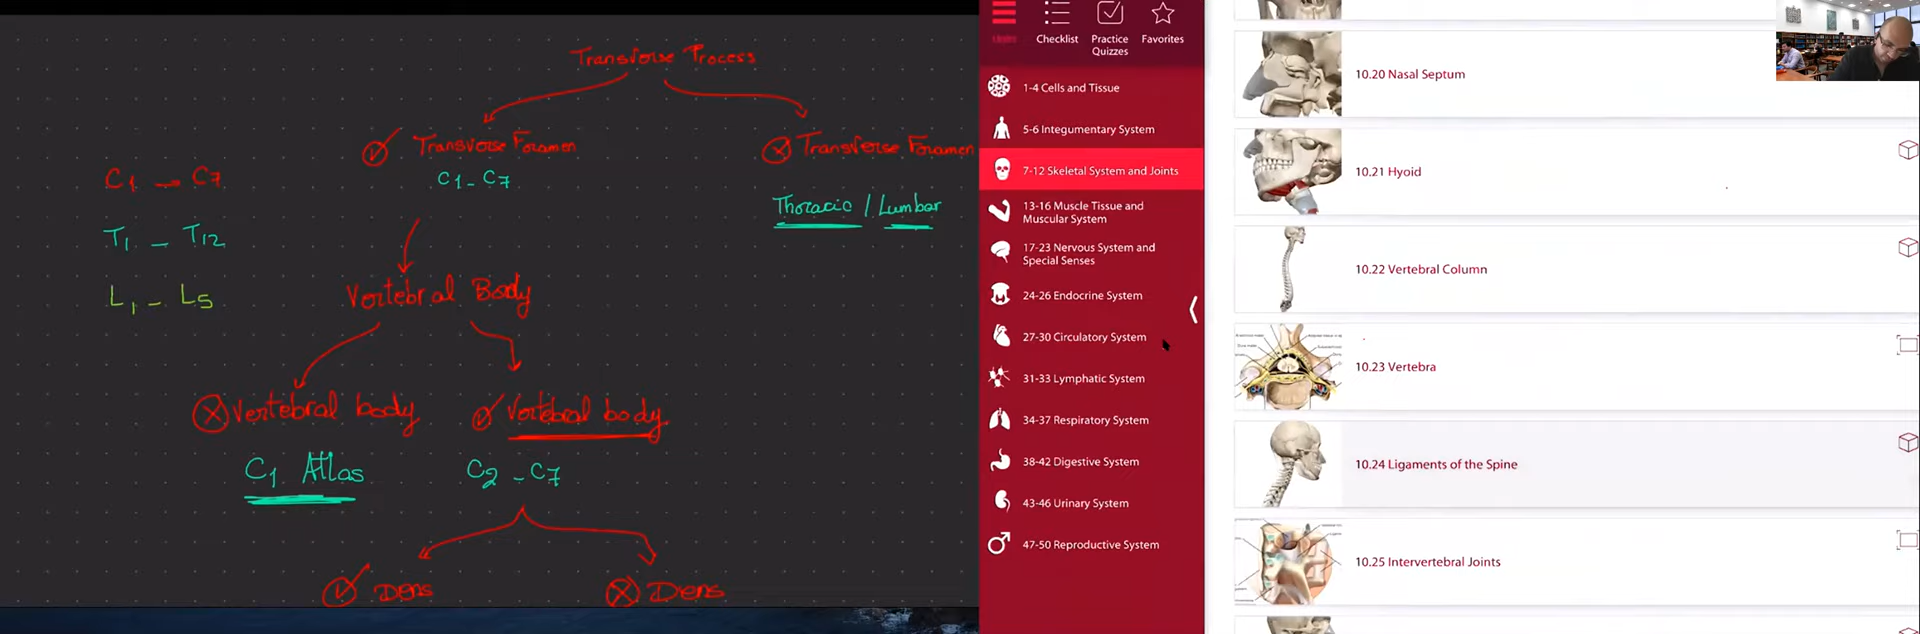 Transverse Process
Transverse Foramen
C1 - C7
Transverse Foramen
Thoracic / Lumbar
C1 - C7
T1 - T12
L1 - L5
Vertebral Body
Vertebral body
C1 Atlas
Vertebral body
C2 - C7
Dens
Dens
Checklist
Practice
Quizzes
Favorites
1-4 Cells and Tissue
5-6 Integumentary System
7-12 Skeletal System and Joints
13-16 Muscle Tissue and
Muscular System
17-23 Nervous System and
Special Senses
24-26 Endocrine System
27-30 Circulatory System
31-33 Lymphatic System
34-37 Respiratory System
38-42 Digestive System
43-46 Urinary System
47-50 Reproductive System
10.20 Nasal Septum
10.21 Hyoid
10.22 Vertebral Column
10.23 Vertebra
10.24 Ligaments of the Spine
10.25 Intervertebral Joints